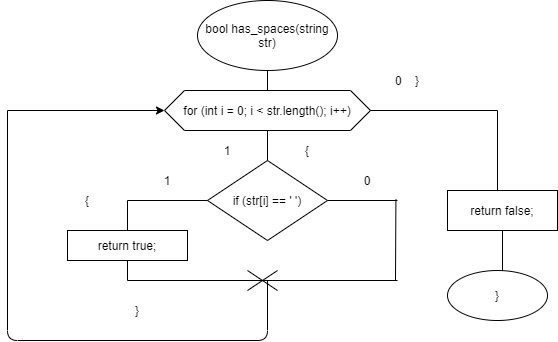 bool has_spaces(string
str)
0 }
for (int i = 0; i < str.length(); i++)
1 {
1 0
{ if (str[i] == ' ')
return false;
return true;
}
}